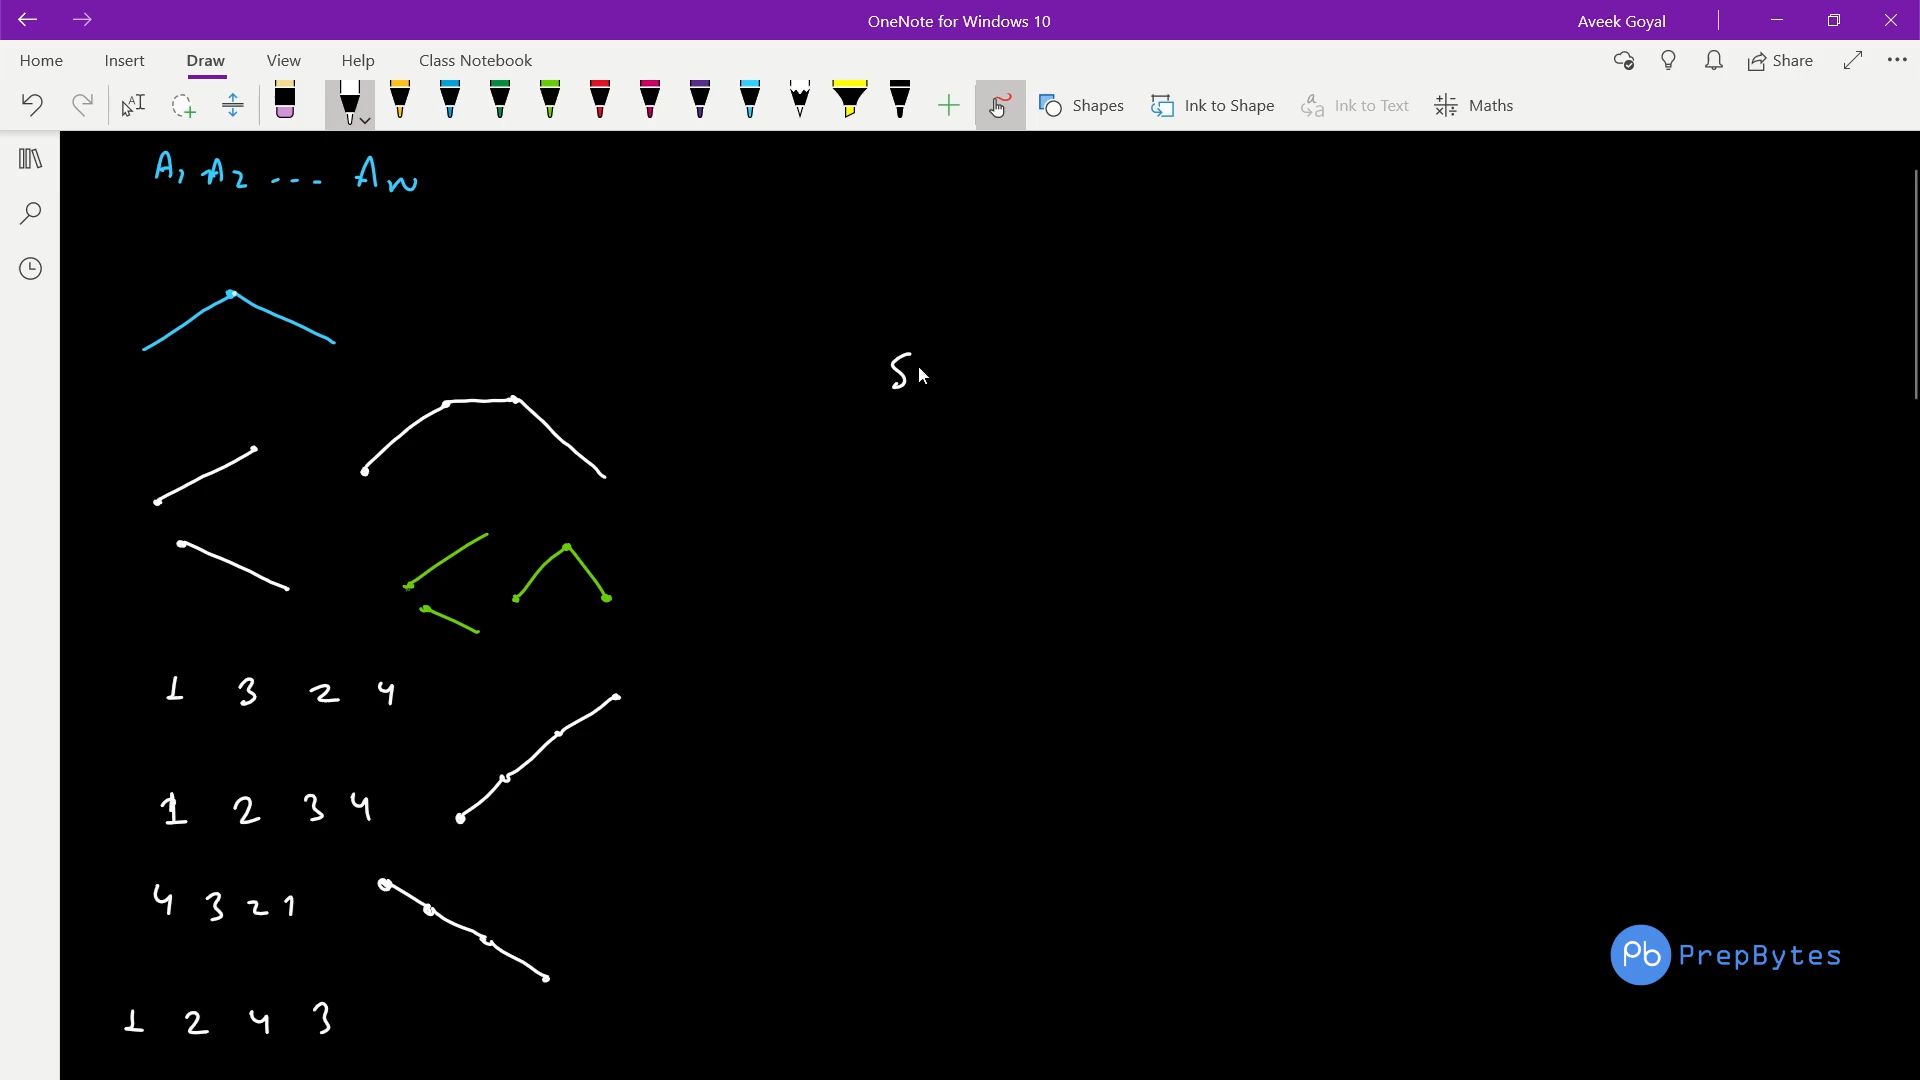 OneNote for Windows 10
Aveek Goyal
Home Insert Draw View Help Class Notebook
Share
Shapes Ink to Shape Ink to Text Maths
A1 A2 ... An
S
1 3 2 4
1 2 3 4
4 3 2 1
1 2 4 3
Pb PrepBytes